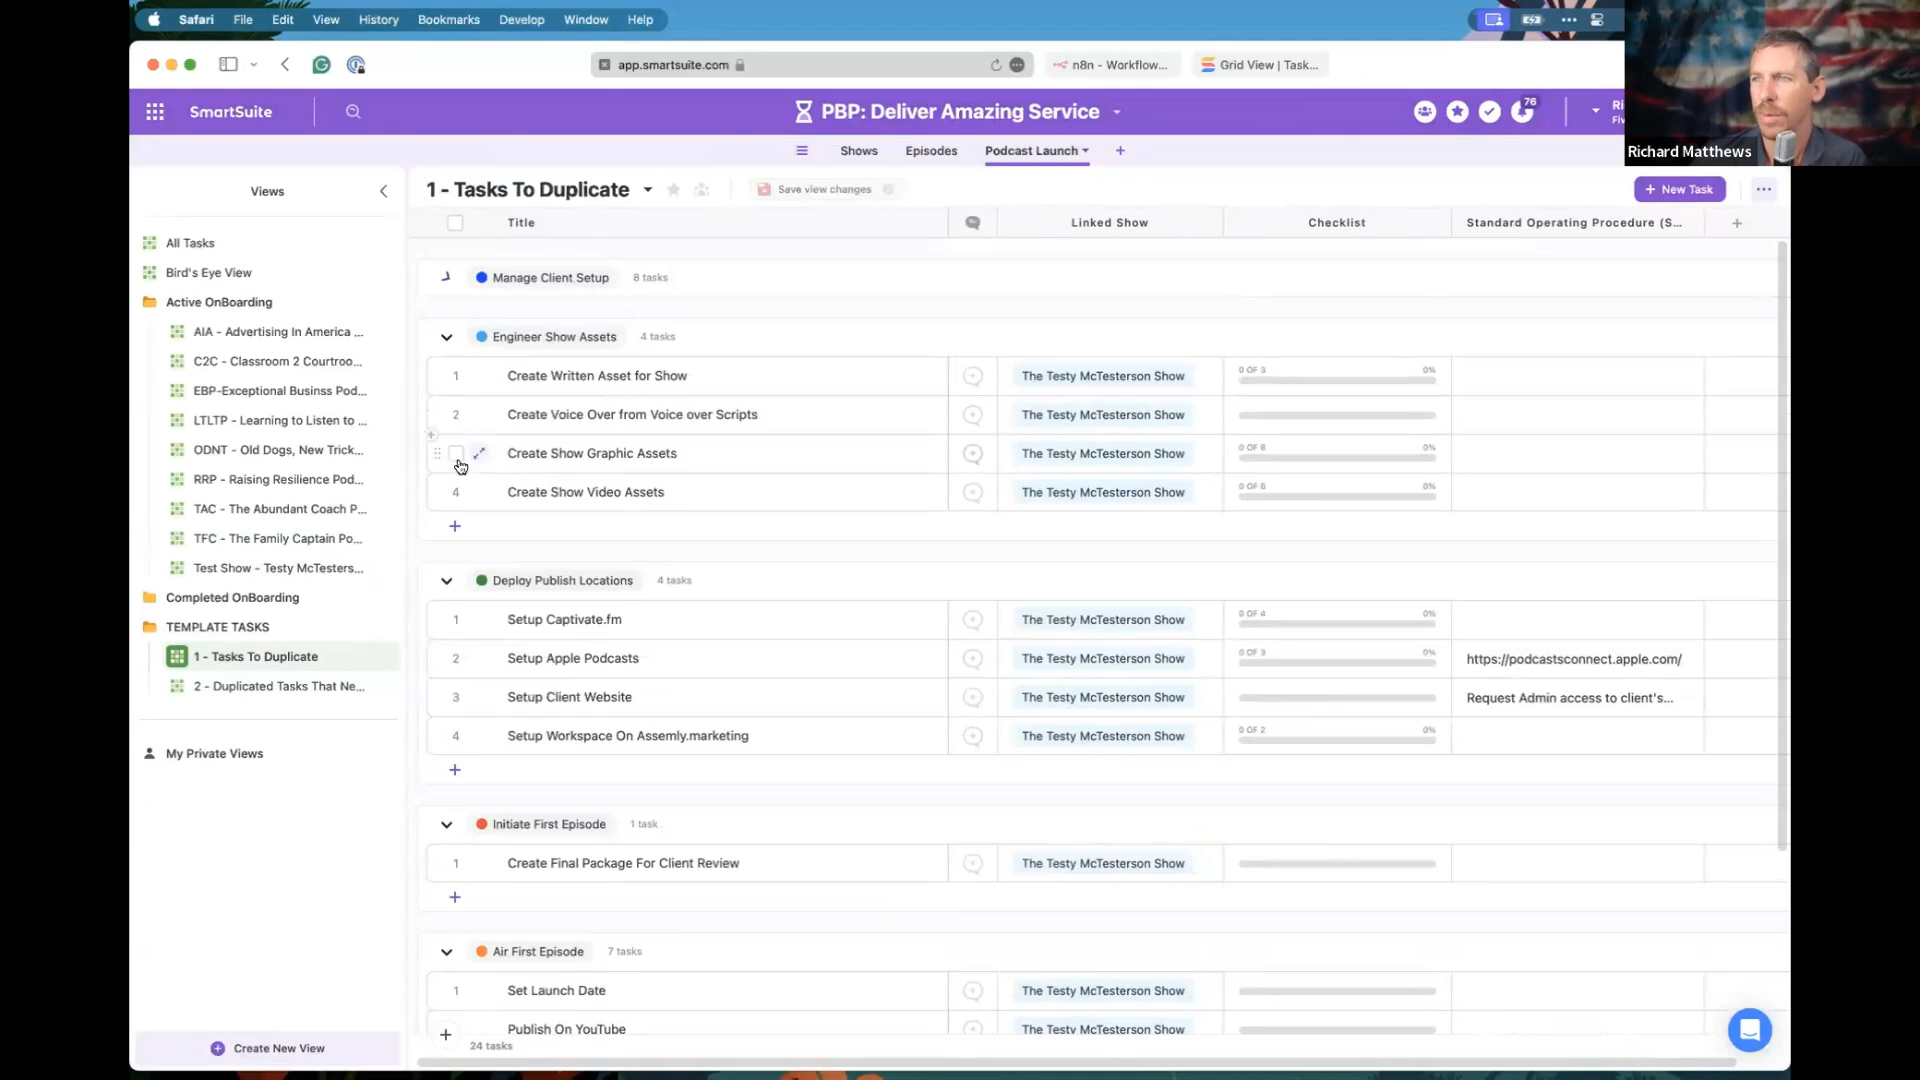 Safari File Edit View History Bookmarks Develop Window Help
app.smartsuite.com
n8n - Workflow...
Grid View | Task...
SmartSuite
PBP: Deliver Amazing Service
76
Ri
Fiv
Richard Matthews
Shows Episodes Podcast Launch
Views
1 - Tasks To Duplicate
Save view changes
New Task
Title Linked Show Checklist Standard Operating Procedure (S...
All Tasks
Bird's Eye View
Active OnBoarding
AIA - Advertising In America ...
C2C - Classroom 2 Courtroo...
EBP-Exceptional Businss Pod...
LTLTP - Learning to Listen to ...
ODNT - Old Dogs, New Trick...
RRP - Raising Resilience Pod...
TAC - The Abundant Coach P...
TFC - The Family Captain Po...
Test Show - Testy McTesters...
Completed OnBoarding
TEMPLATE TASKS
1 - Tasks To Duplicate
2 - Duplicated Tasks That Ne...
My Private Views
Create New View
Manage Client Setup 8 tasks
Engineer Show Assets 4 tasks
1 Create Written Asset for Show The Testy McTesterson Show 0 OF 3 0%
2 Create Voice Over from Voice over Scripts The Testy McTesterson Show
Create Show Graphic Assets The Testy McTesterson Show 0 OF 6 0%
4 Create Show Video Assets The Testy McTesterson Show 0 OF 6 0%
Deploy Publish Locations 4 tasks
1 Setup Captivate.fm The Testy McTesterson Show 0 OF 4 0%
2 Setup Apple Podcasts The Testy McTesterson Show 0 OF 3 0% https://podcastsconnect.apple.com/
3 Setup Client Website The Testy McTesterson Show Request Admin access to client's...
4 Setup Workspace On Assemly.marketing The Testy McTesterson Show 0 OF 2 0%
Initiate First Episode 1 task
1 Create Final Package For Client Review The Testy McTesterson Show
Air First Episode 7 tasks
1 Set Launch Date The Testy McTesterson Show
Publish On YouTube The Testy McTesterson Show
24 tasks